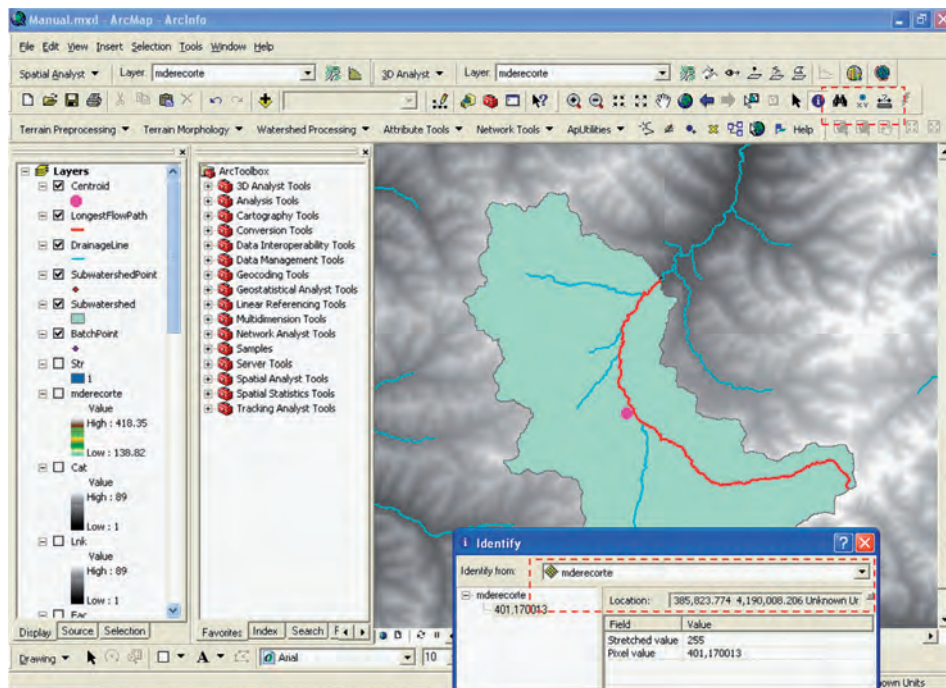 Manual.mxd - ArcMap - ArcInfo
File Edit View Insert Selection Tools Window Help
Spatial Analyst Layer: mderecorte 3D Analyst Layer: mderecorte
Terrain Preprocessing Terrain Morphology Watershed Processing Attribute Tools Network Tools ApUtilities Help
Layers
Centroid
LongestFlowPath
DrainageLine
SubwatershedPoint
Subwatershed
BatchPoint
Str
1
mderecorte
Value
High : 418.35
Low : 138.82
Cat
Value
High : 89
Low : 1
Lnk
Value
High : 89
Low : 1
Fac
Display Source Selection
ArcToolbox
3D Analyst Tools
Analysis Tools
Cartography Tools
Conversion Tools
Data Interoperability Tools
Data Management Tools
Geocoding Tools
Geostatistical Analyst Tools
Linear Referencing Tools
Multidimension Tools
Network Analyst Tools
Samples
Server Tools
Spatial Analyst Tools
Spatial Statistics Tools
Tracking Analyst Tools
Favorites Index Search F
Identify
Identify from: mderecorte
mderecorte
401,170013
Location: 385,823.774 4,190,008.206 Unknown Ur
Field Value
Stretched value 255
Pixel value 401,170013
Drawing A Arial 10
own Units